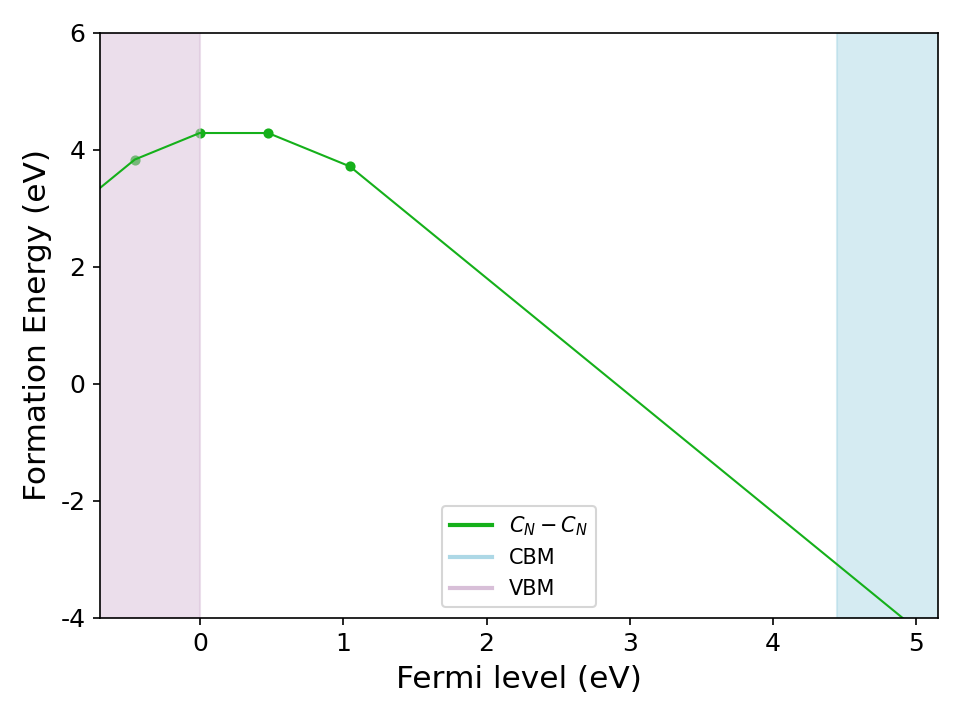 Formation Energy (eV)
6
4
2
0
-2
-4
0 1 2 3 4 5
Fermi level (eV)
C_N − C_N
CBM
VBM